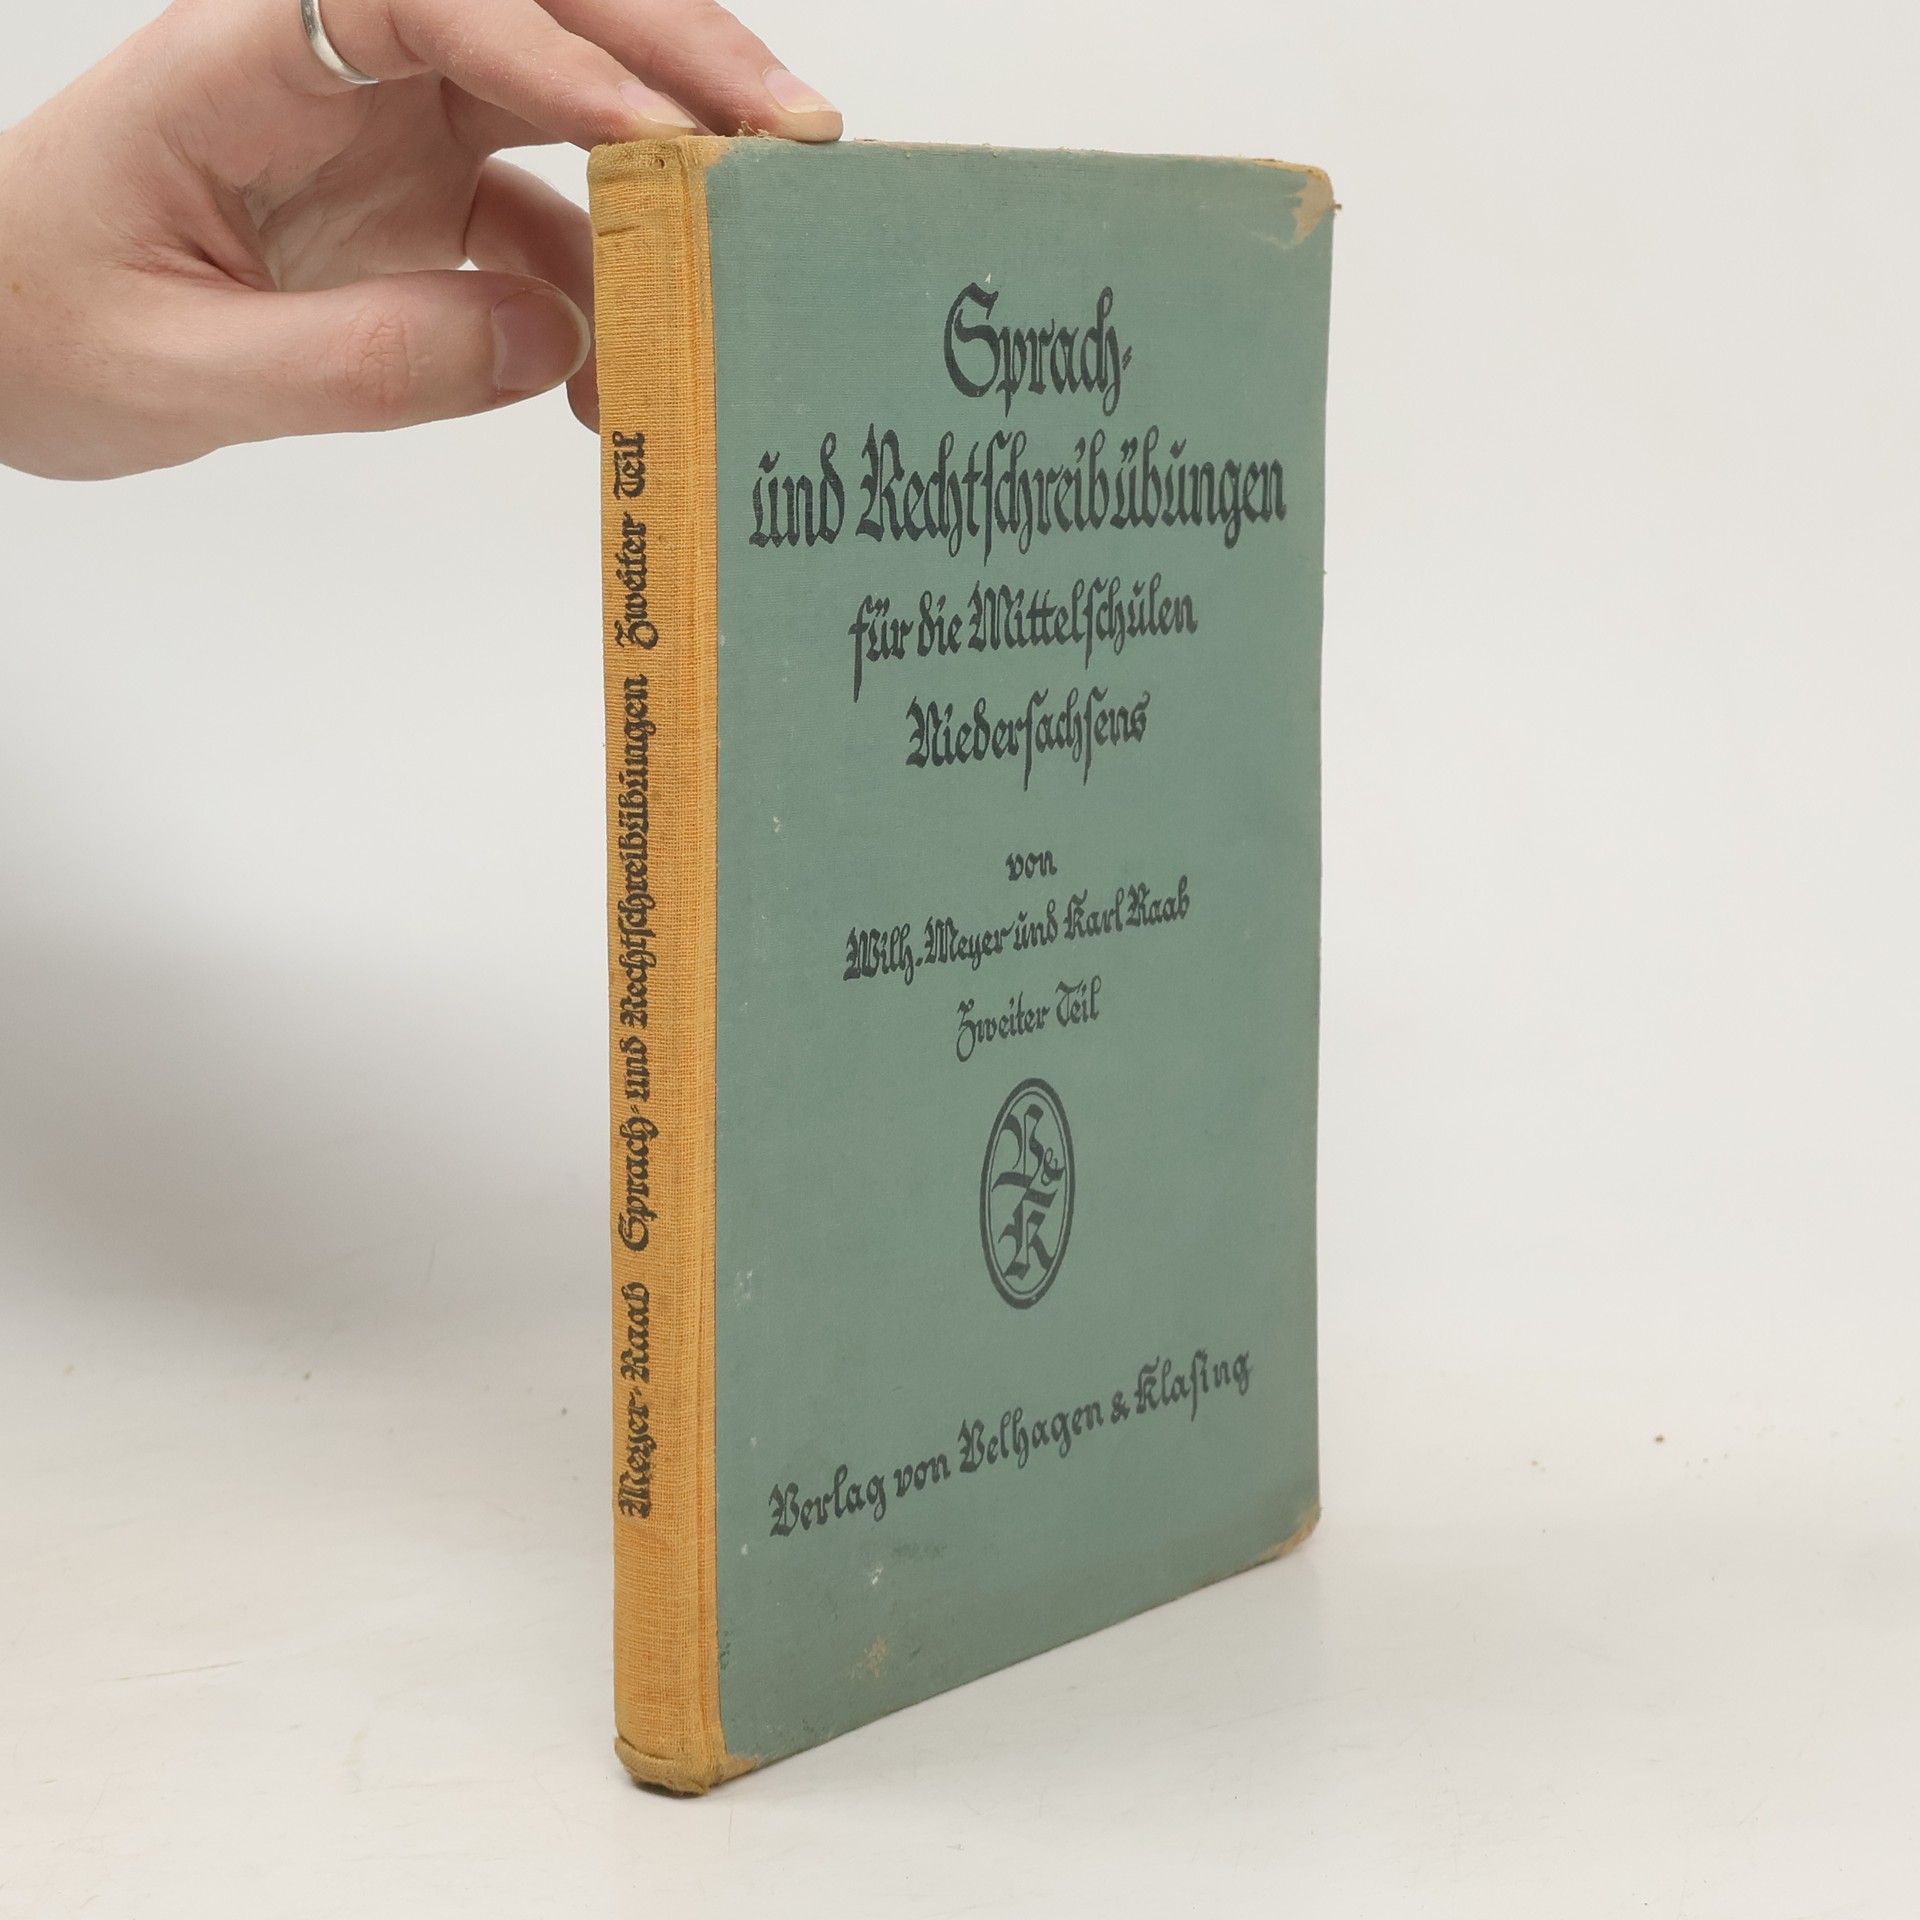 Sprach-
und Rechtschreibübungen
für die Mittelschulen
Niedersachsens
von
Wilh. Meyer und Karl Raab
Zweiter Teil
V&K
Verlag von Velhagen & Klasing
Meyer-Raab Sprach- und Rechtschreibübungen Zweiter Teil